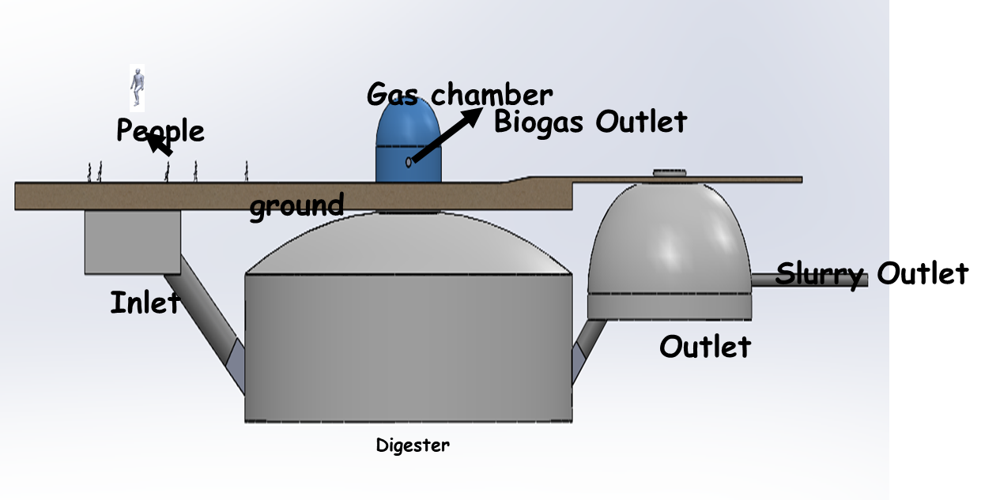 Gas chamber
Biogas Outlet
People
ground
Slurry Outlet
Inlet
Outlet
Digester